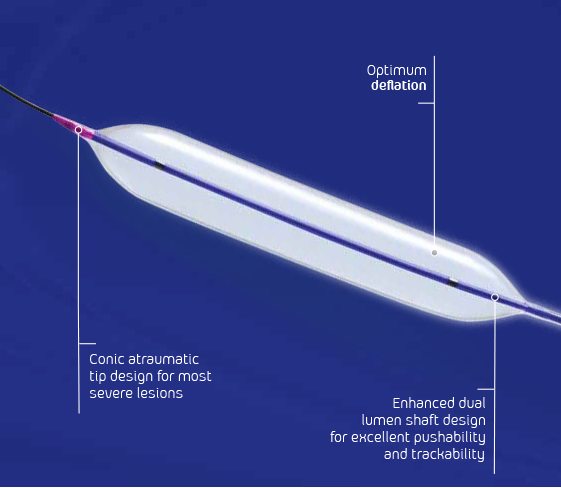 Optimum
deflation
Conic atraumatic
tip design for most
severe lesions
Enhanced dual
lumen shaft design
for excellent pushability
and trackability